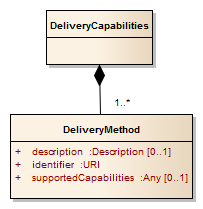 DeliveryCapabilities
1..*
DeliveryMethod
+ description :Description [0..1]
+ identifier :URI
+ supportedCapabilities :Any [0..1]